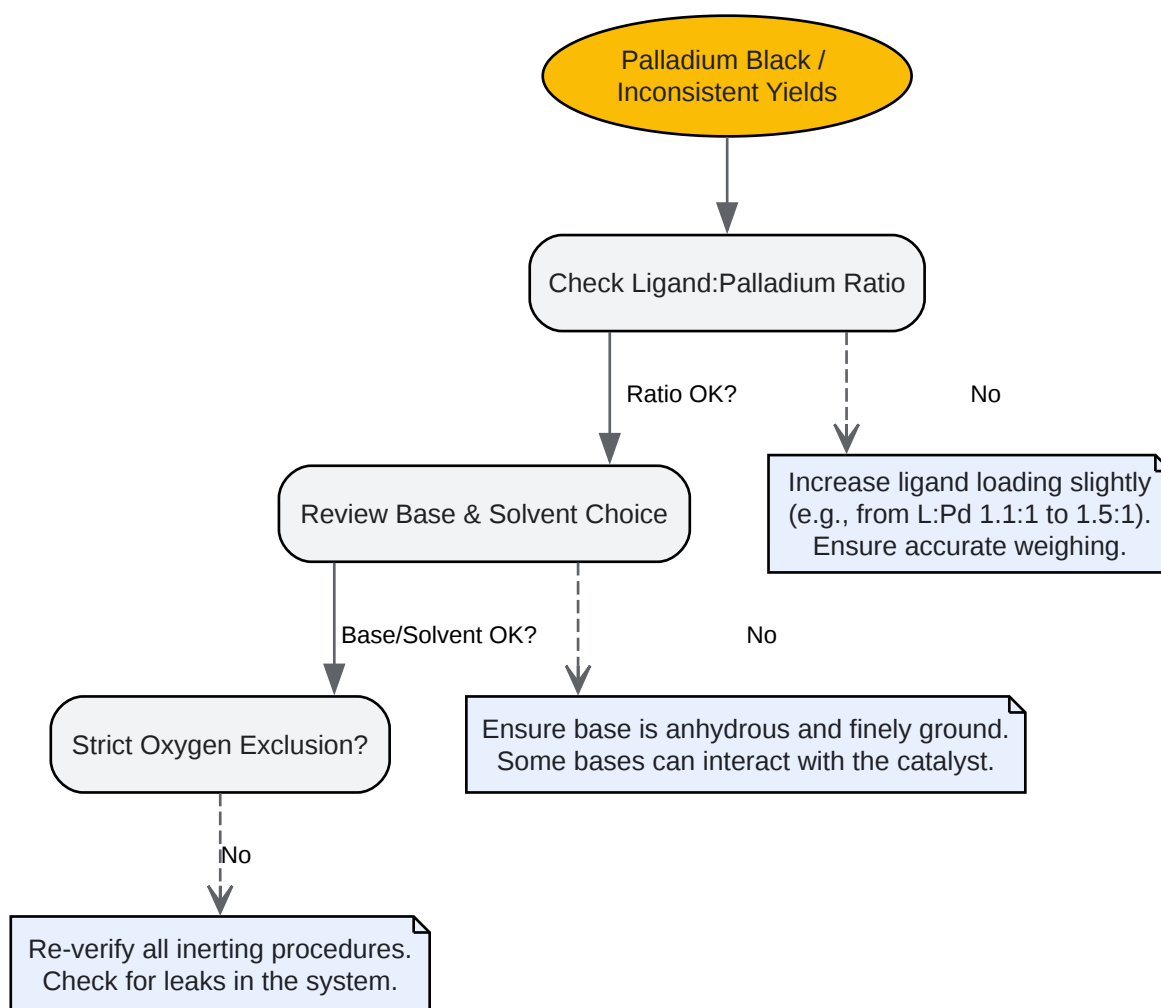 Palladium Black /
Inconsistent Yields
Check Ligand:Palladium Ratio
Ratio OK?
No
Increase ligand loading slightly
(e.g., from L:Pd 1.1:1 to 1.5:1).
Ensure accurate weighing.
Review Base & Solvent Choice
Base/Solvent OK?
No
Ensure base is anhydrous and finely ground.
Some bases can interact with the catalyst.
Strict Oxygen Exclusion?
No
Re-verify all inerting procedures.
Check for leaks in the system.